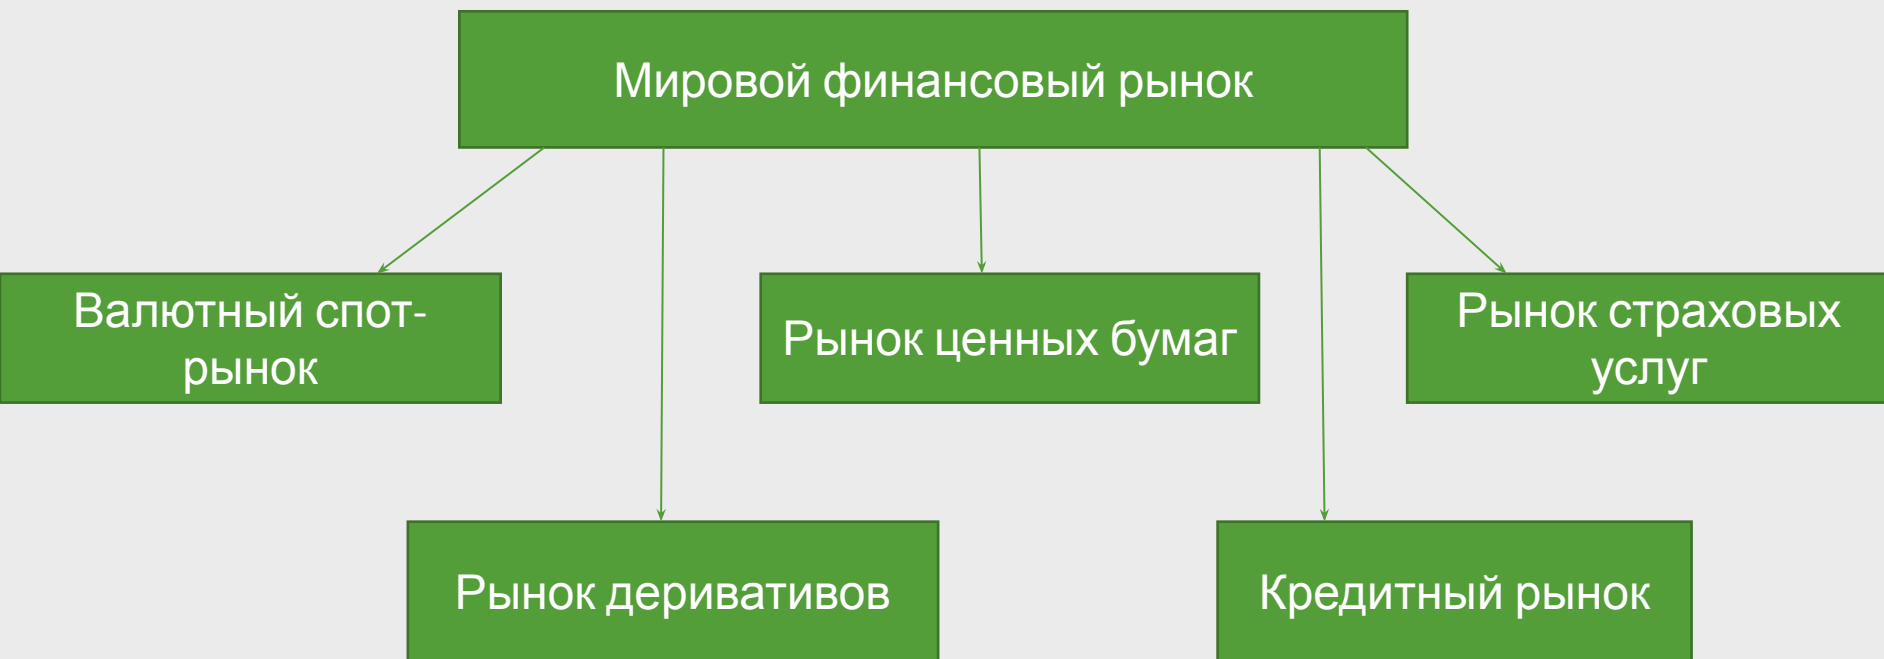 Мировой финансовый рынок
Валютный спот-
рынок
Рынок ценных бумаг
Рынок страховых
услуг
Рынок деривативов
Кредитный рынок